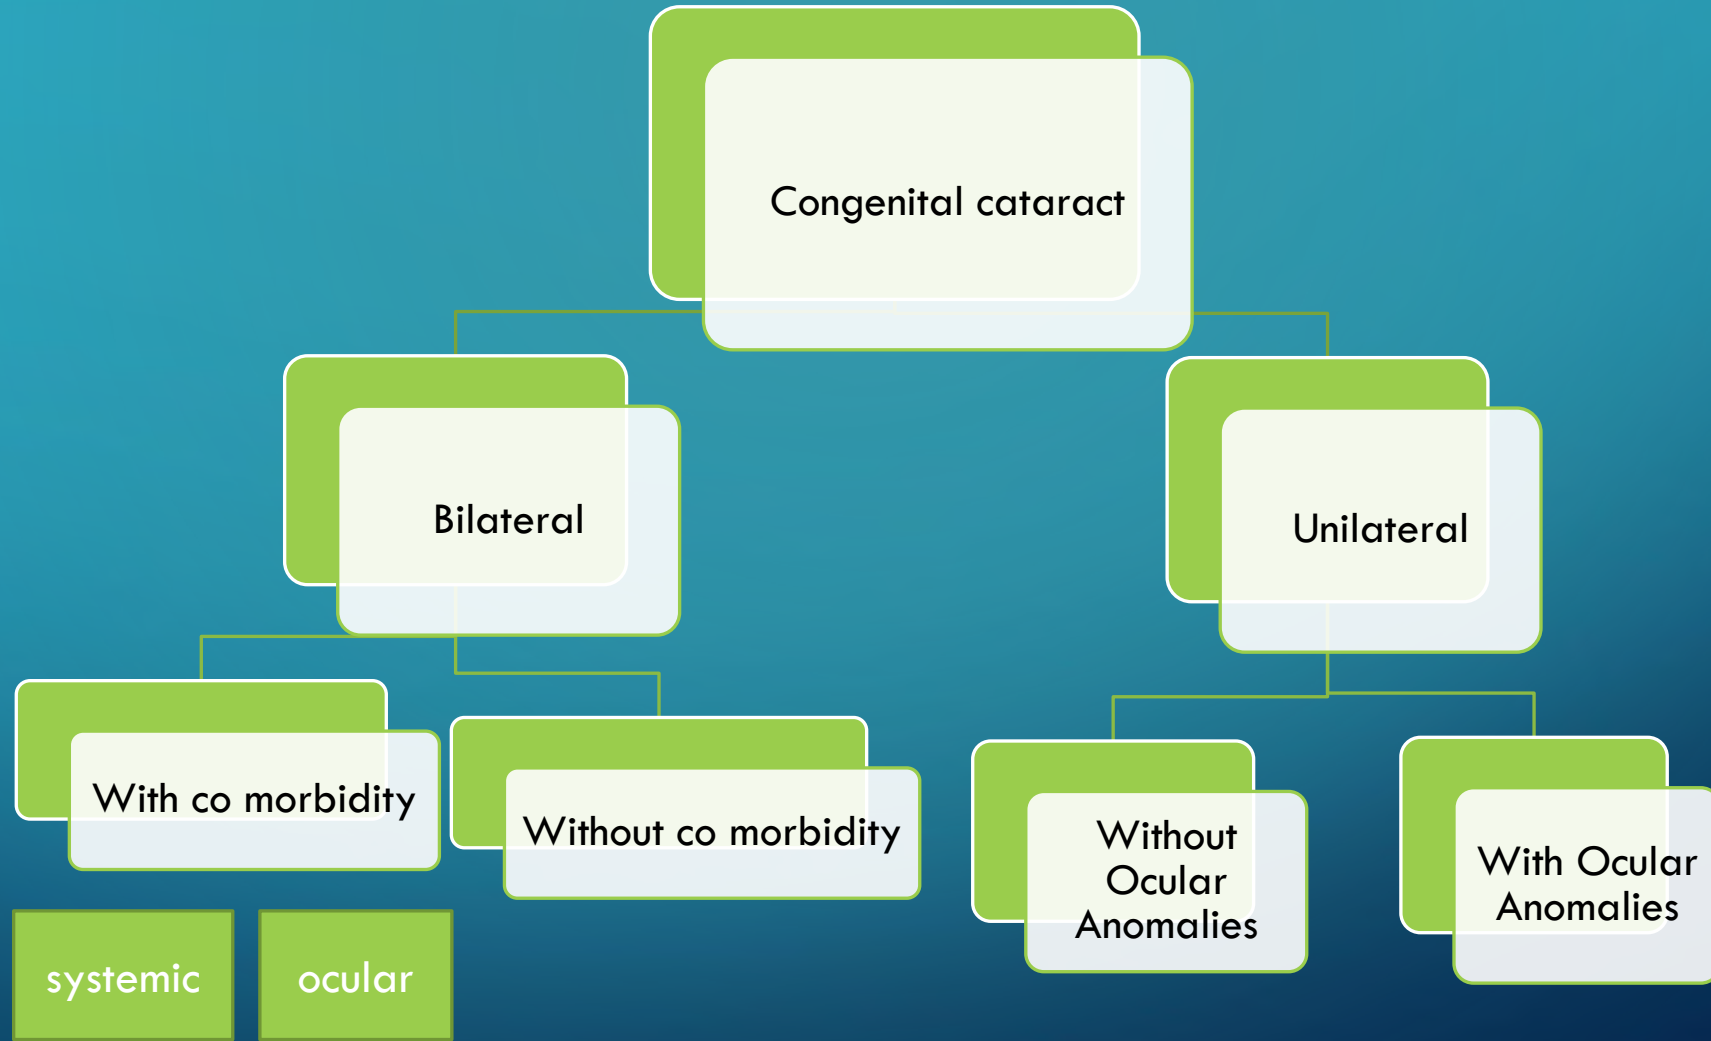 Congenital cataract
Bilateral
Unilateral
With co morbidity
Without co morbidity
Without
Ocular
Anomalies
With Ocular
Anomalies
systemic
ocular